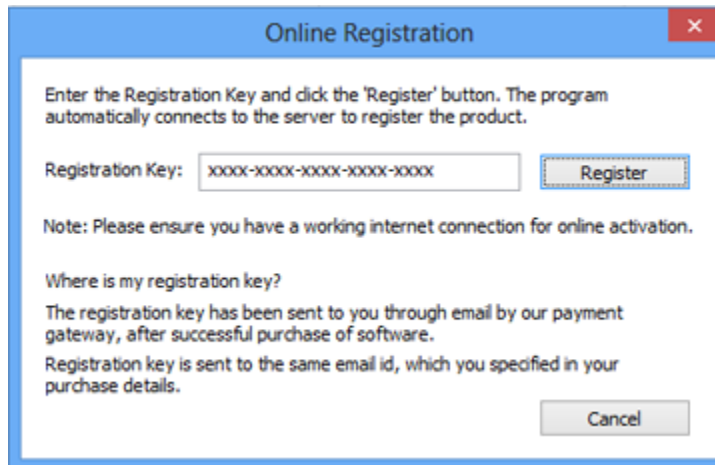 Online Registration
Enter the Registration Key and click the 'Register' button. The program
automatically connects to the server to register the product.
Registration Key: xxxx-xxxx-xxxx-xxxx-xxxx Register
Note: Please ensure you have a working internet connection for online activation.
Where is my registration key?
The registration key has been sent to you through email by our payment
gateway, after successful purchase of software.
Registration key is sent to the same email id, which you specified in your
purchase details.
Cancel